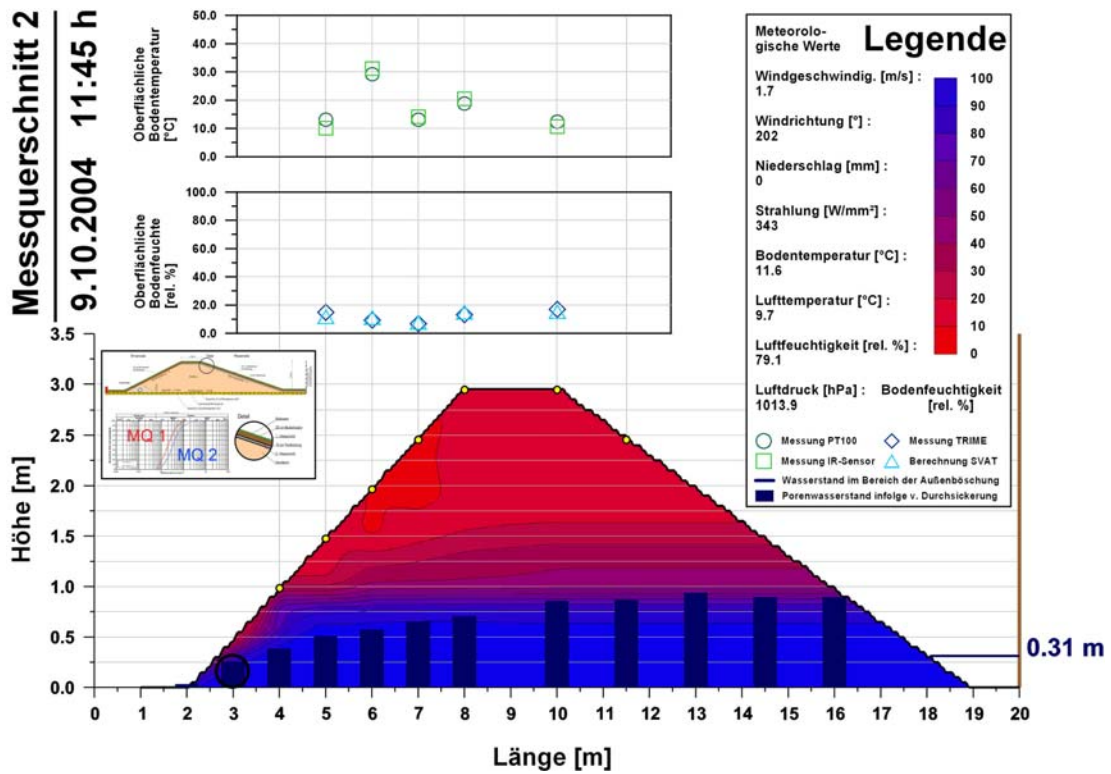 Messquerschnitt 2
9.10.2004 11:45 h
Oberflächliche
Bodentemperatur
[°C]
50.0
40.0
30.0
20.0
10.0
0.0
Oberflächliche
Bodenfeuchte
[rel. %]
100.0
80.0
60.0
40.0
20.0
0.0
Meteorolo-
gische Werte
Legende
Windgeschwindig. [m/s] :
1.7
Windrichtung [°] :
202
Niederschlag [mm] :
0
Strahlung [W/mm²] :
343
Bodentemperatur [°C] :
11.6
Lufttemperatur [°C] :
9.7
Luftfeuchtigkeit [rel. %] :
79.1
Luftdruck [hPa] :
1013.9
100
90
80
70
60
50
40
30
20
10
0
Bodenfeuchtigkeit
[rel. %]
Messung PT100
Messung TRIME
Messung IR-Sensor
Berechnung SVAT
Wasserstand im Bereich der Außenböschung
Porenwasserstand infolge v. Durchsickerung
Höhe [m]
3.5
3.0
2.5
2.0
1.5
1.0
0.5
0.0
MQ 1
MQ 2
Detail
0.31 m
0 1 2 3 4 5 6 7 8 9 10 11 12 13 14 15 16 17 18 19 20
Länge [m]